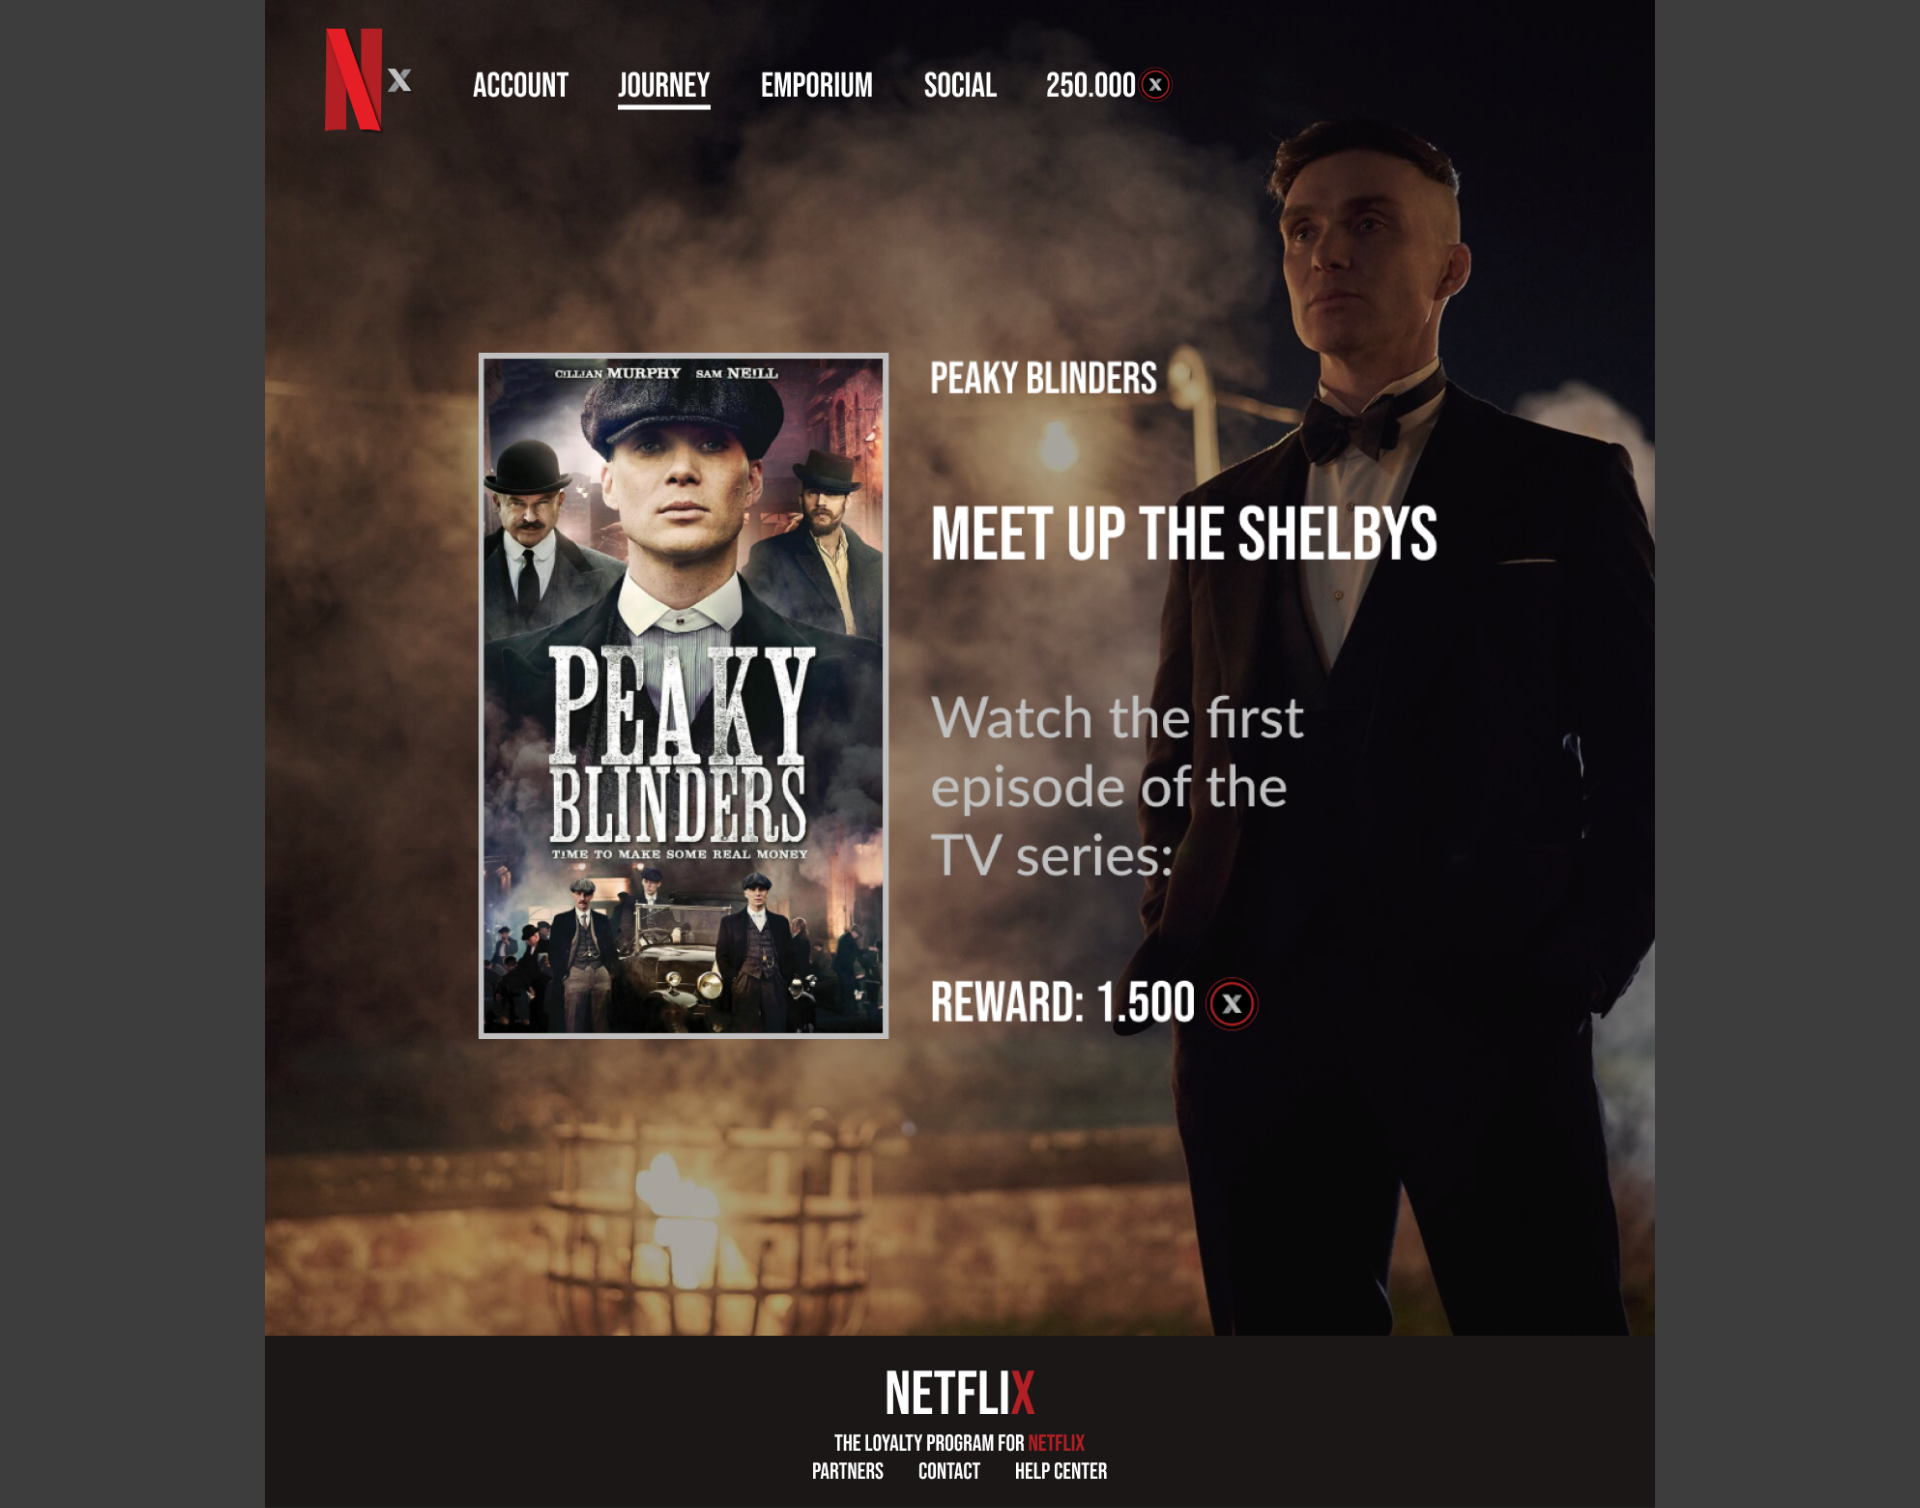 N X
ACCOUNT JOURNEY EMPORIUM SOCIAL 250.000 X
CILLIAN MURPHY SAM NEILL
PEAKY
BLINDERS
TIME TO MAKE SOME REAL MONEY
PEAKY BLINDERS
MEET UP THE SHELBYS
Watch the first
episode of the
TV series:
REWARD: 1.500 X
NETFLIX
THE LOYALTY PROGRAM FOR NETFLIX
PARTNERS CONTACT HELP CENTER